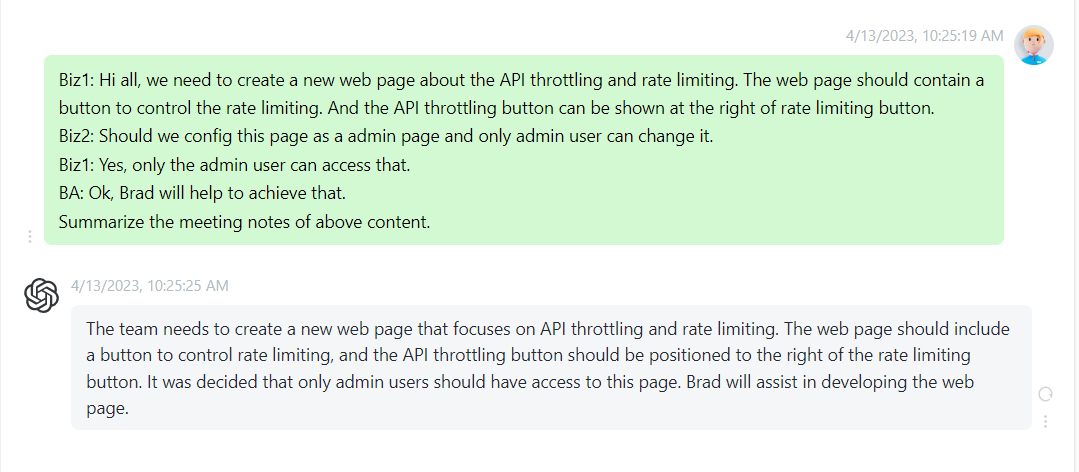 4/13/2023, 10:25:19 AM
Biz1: Hi all, we need to create a new web page about the API throttling and rate limiting. The web page should contain a
button to control the rate limiting. And the API throttling button can be shown at the right of rate limiting button.
Biz2: Should we config this page as a admin page and only admin user can change it.
Biz1: Yes, only the admin user can access that.
BA: Ok, Brad will help to achieve that.
Summarize the meeting notes of above content.
4/13/2023, 10:25:25 AM
The team needs to create a new web page that focuses on API throttling and rate limiting. The web page should include
a button to control rate limiting, and the API throttling button should be positioned to the right of the rate limiting
button. It was decided that only admin users should have access to this page. Brad will assist in developing the web
page.